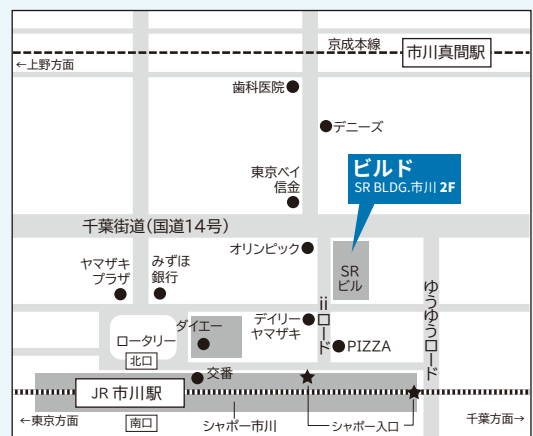 京成本線
市川真間駅
←上野方面
歯科医院
デニーズ
東京ベイ
信金
ビルド
SR BLDG.市川 2F
千葉街道(国道14号)
オリンピック
SR
ビル
ヤマザキ
プラザ
みずほ
銀行
iiロード
ゆうゆうロード
ダイエー
デイリー
ヤマザキ
ロータリー
PIZZA
北口
交番
JR 市川駅
←東京方面
南口
シャポー市川
シャポー入口
千葉方面→